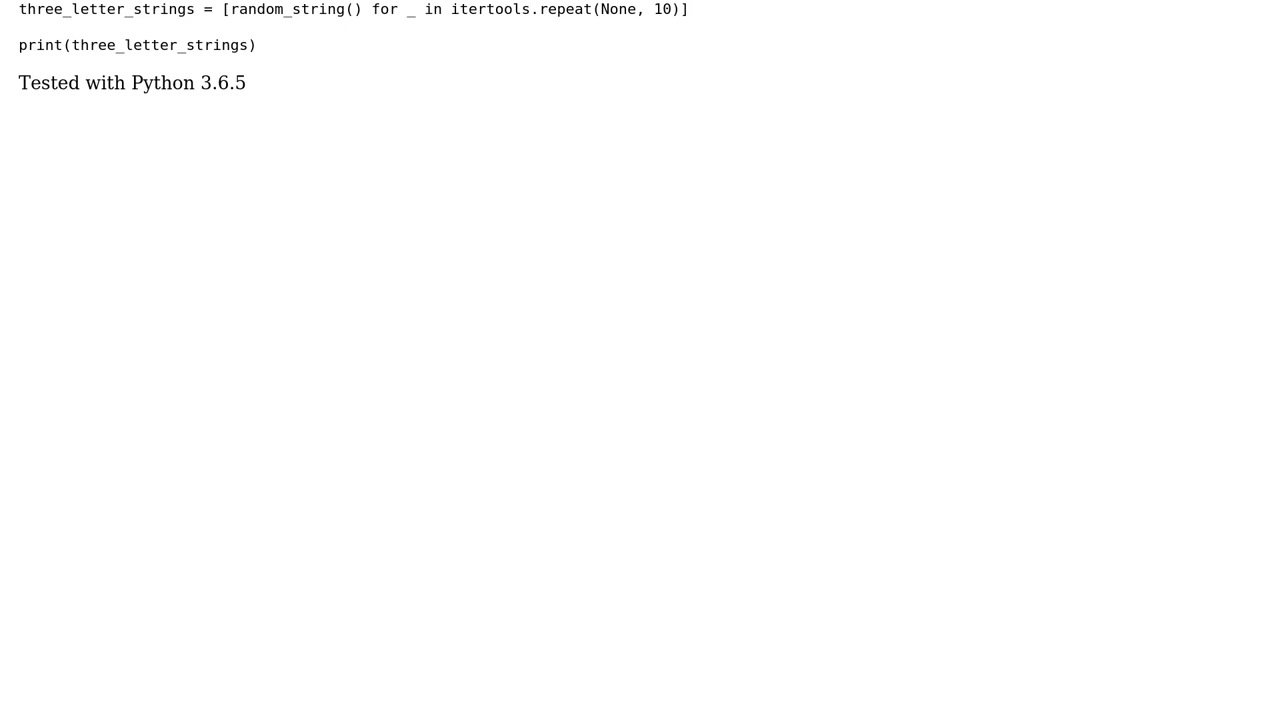 three_letter_strings = [random_string() for _ in itertools.repeat(None, 10)]
print(three_letter_strings)
Tested with Python 3.6.5